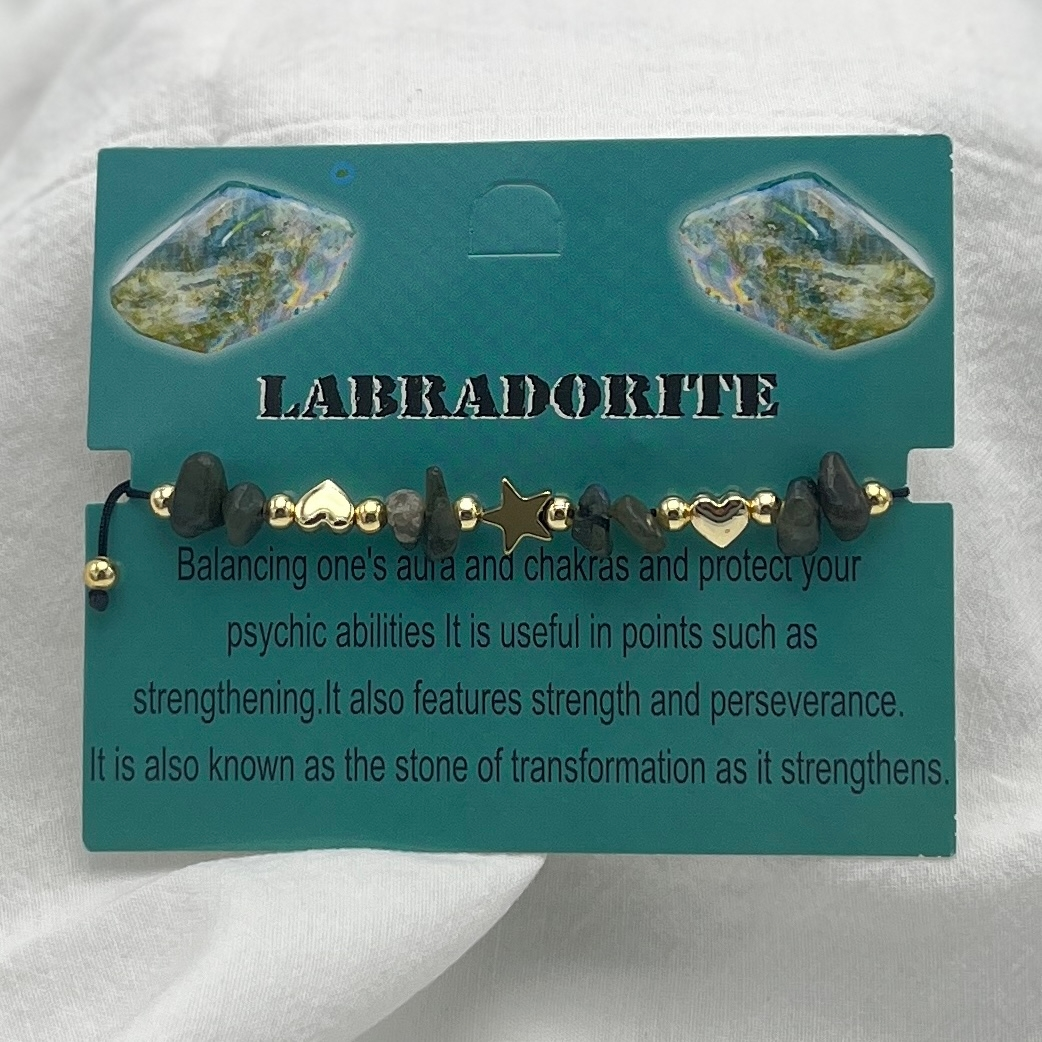 LABRADORITE
Balancing one's aura and chakras and protect your
psychic abilities It is useful in points such as
strengthening.It also features strength and perseverance.
It is also known as the stone of transformation as it strengthens.